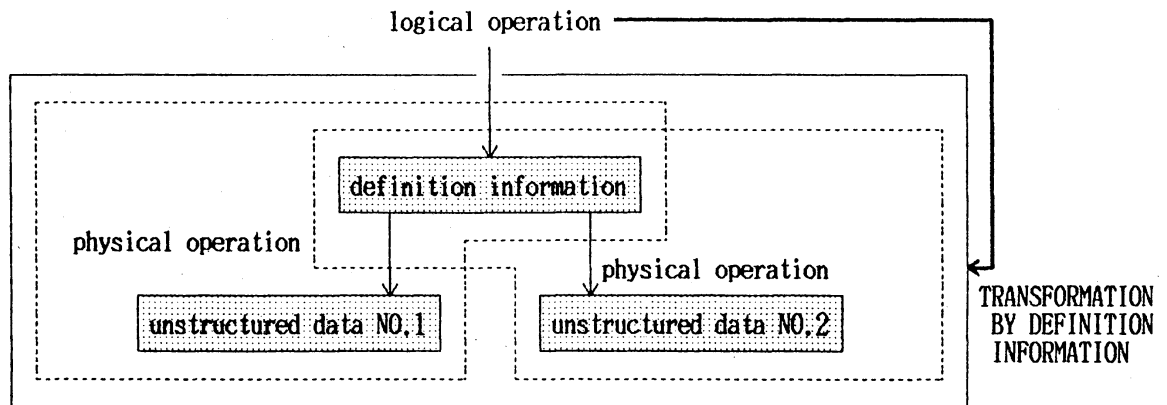 logical operation
definition information
physical operation
physical operation
unstructured data NO.1
unstructured data NO.2
TRANSFORMATION
BY DEFINITION
INFORMATION